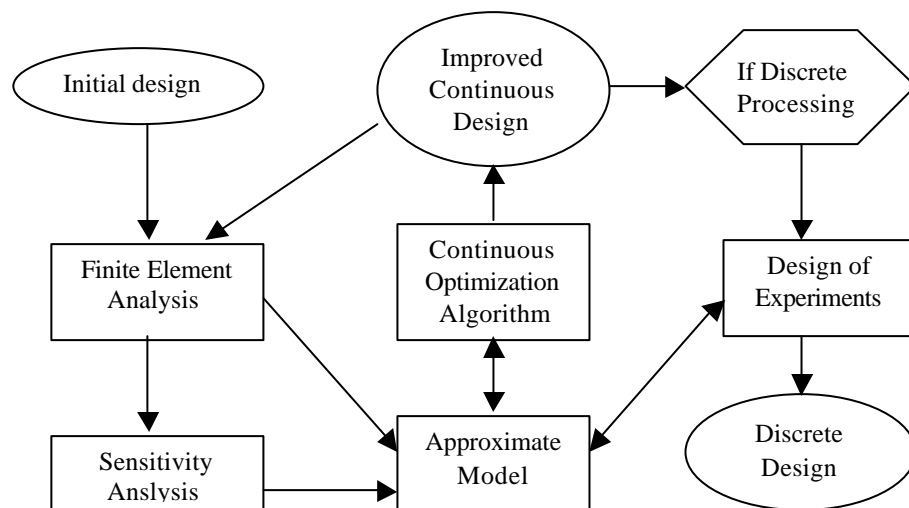 Initial design
Improved
Continuous
Design
If Discrete
Processing
Finite Element
Analysis
Continuous
Optimization
Algorithm
Design of
Experiments
Sensitivity
Anslysis
Approximate
Model
Discrete
Design